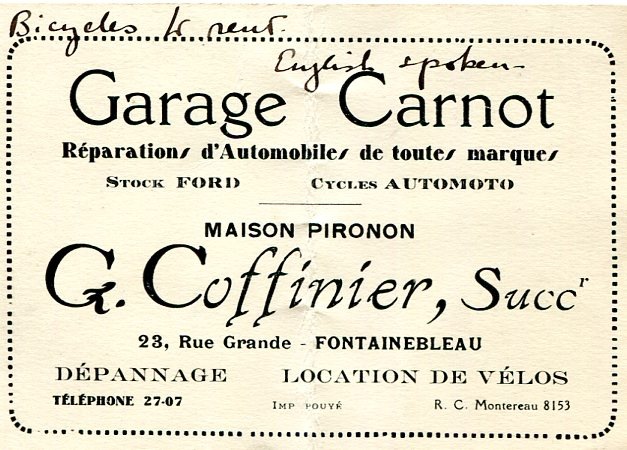 Bicycles to rent.
English spoken -
Garage Carnot
Réparations d'Automobiles de toutes marques
STOCK FORD CYCLES AUTOMOTO
MAISON PIRONON
G. Coffinier, Succr
23, Rue Grande - FONTAINEBLEAU
DÉPANNAGE LOCATION DE VÉLOS
TÉLÉPHONE 27-07 IMP POUYÉ R. C. Montereau 8153